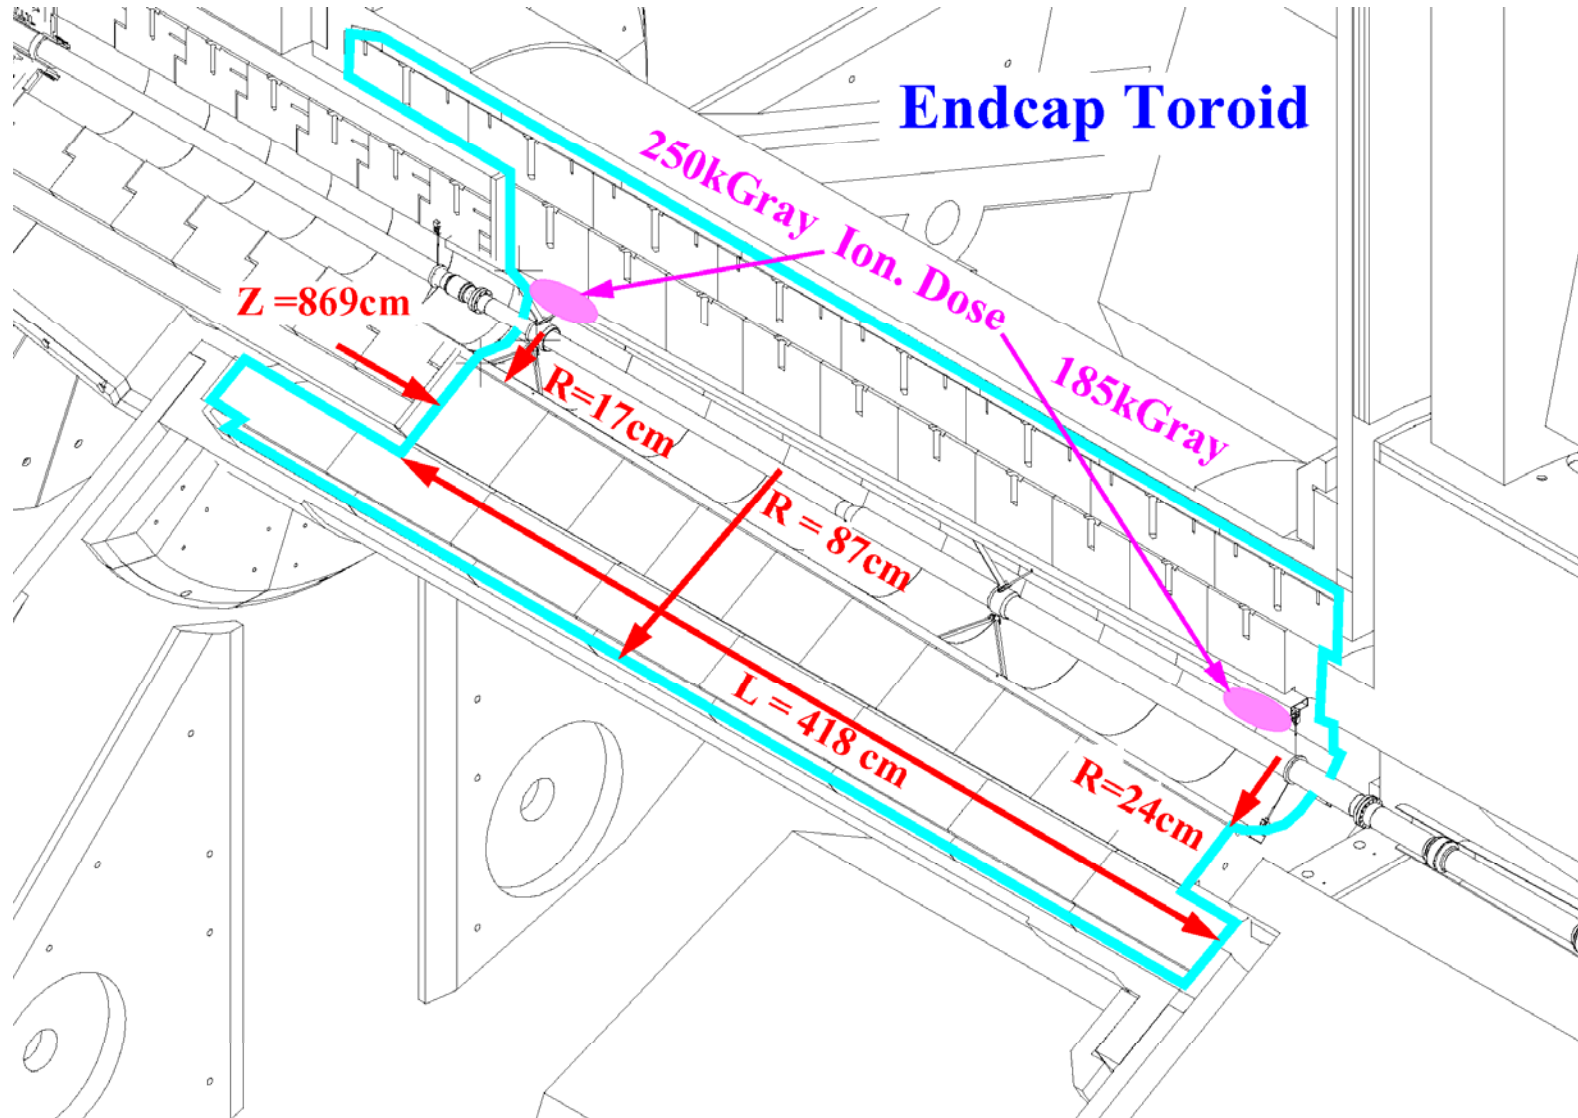 Endcap Toroid
250kGray
Ion. Dose
Z =869cm
185kGray
R=17cm
R = 87cm
L = 418 cm
R=24cm